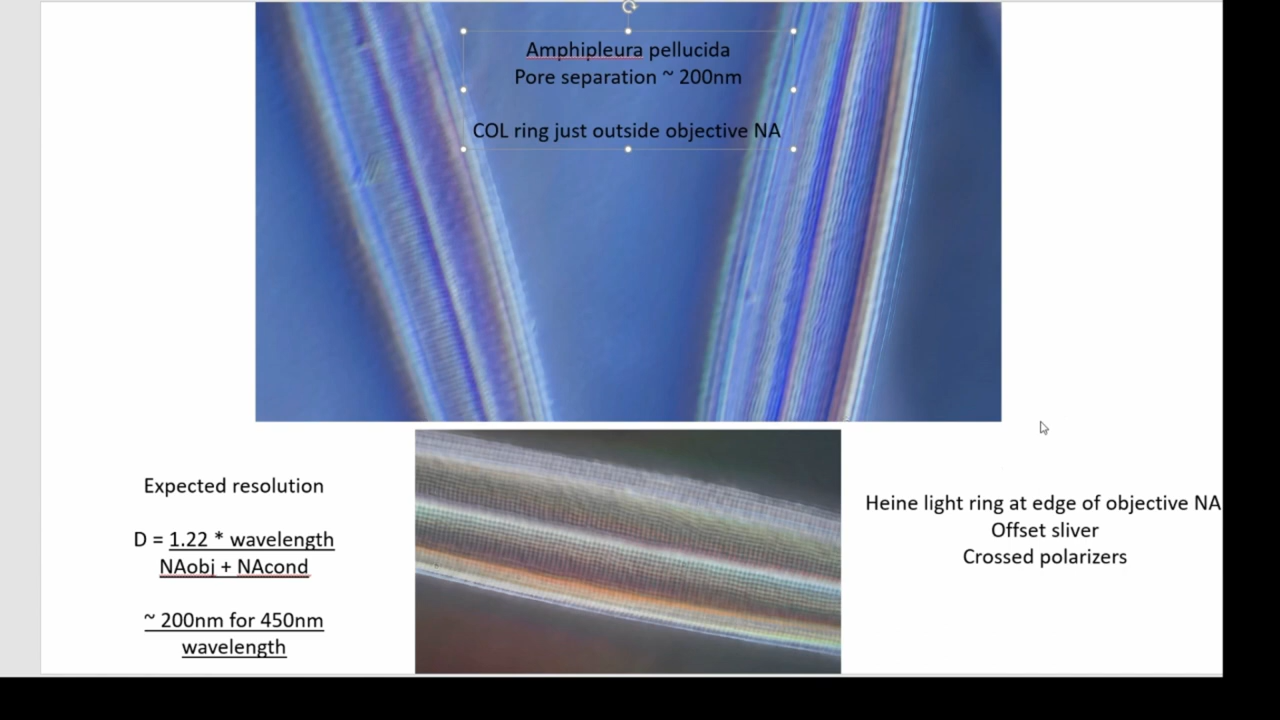 Amphipleura pellucida
Pore separation ~ 200nm
COL ring just outside objective NA
Expected resolution
D = 1.22 * wavelength
NAobj + NAcond
~ 200nm for 450nm
wavelength
Heine light ring at edge of objective NA
Offset sliver
Crossed polarizers